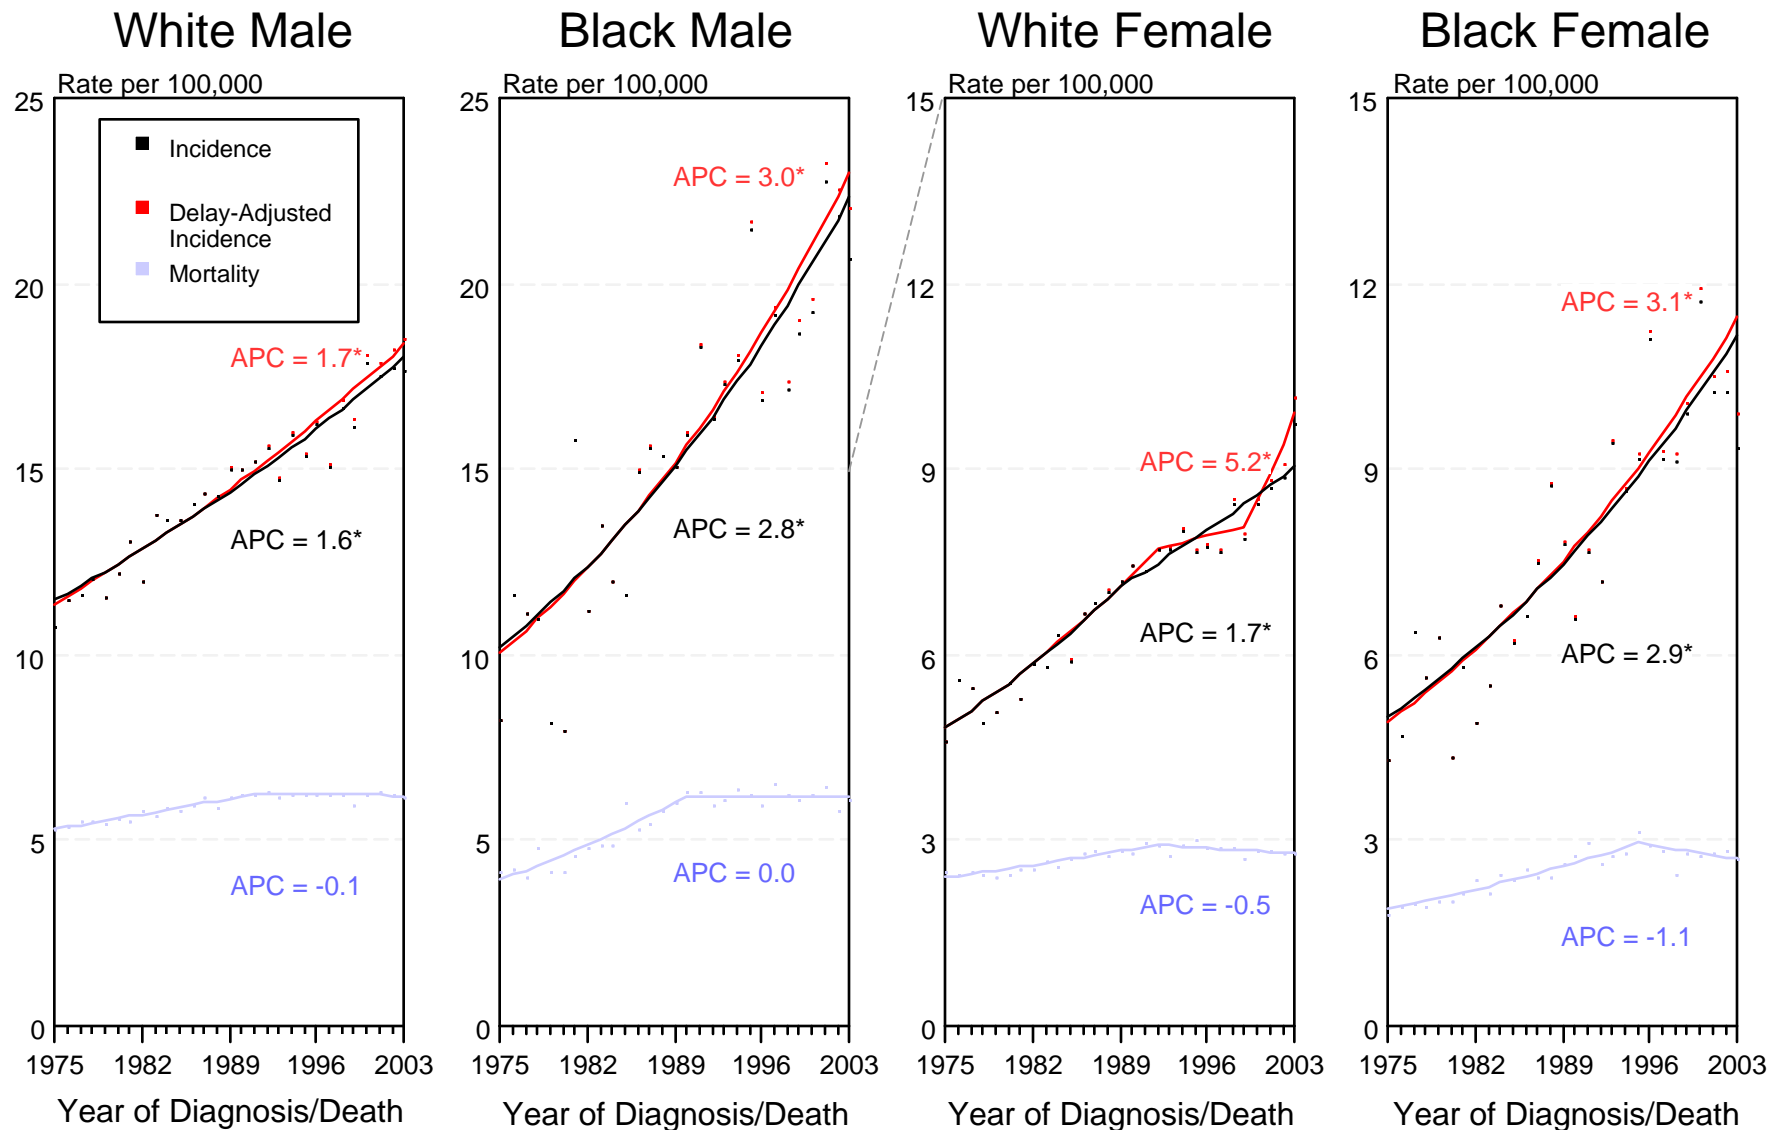 White Male
Rate per 100,000
25
20
15
10
5
0
Incidence
Delay-Adjusted
Incidence
Mortality
APC = 1.7*
APC = 1.6*
APC = -0.1
1975 1982 1989 1996 2003
Year of Diagnosis/Death
Black Male
Rate per 100,000
25
20
15
10
5
0
APC = 3.0*
APC = 2.8*
APC = 0.0
1975 1982 1989 1996 2003
Year of Diagnosis/Death
White Female
Rate per 100,000
15
12
9
6
3
0
APC = 5.2*
APC = 1.7*
APC = -0.5
1975 1982 1989 1996 2003
Year of Diagnosis/Death
Black Female
Rate per 100,000
15
12
9
6
3
0
APC = 3.1*
APC = 2.9*
APC = -1.1
1975 1982 1989 1996 2003
Year of Diagnosis/Death